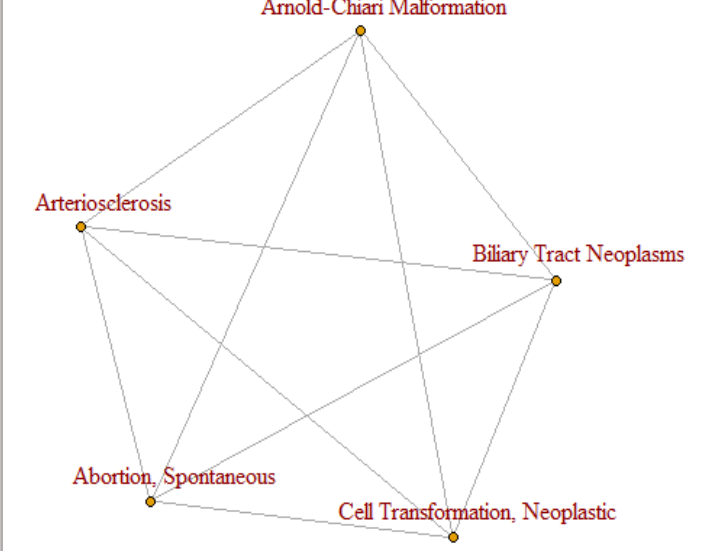 Arnold-Chiari Malformation
Arteriosclerosis
Biliary Tract Neoplasms
Abortion, Spontaneous
Cell Transformation, Neoplastic